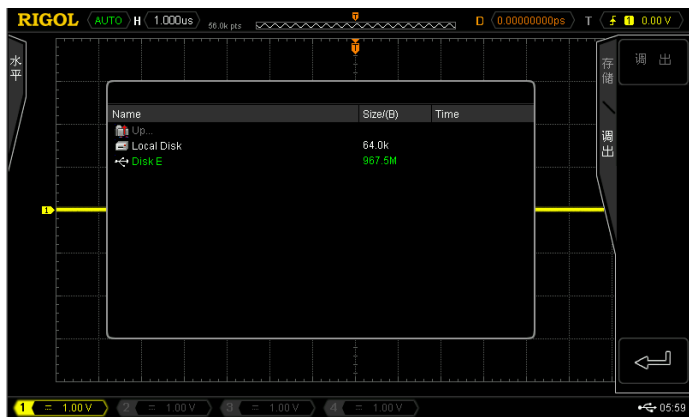 RIGOL AUTO H 1.000us 56.0k pts T D 0.00000000ps T 1 0.00 V
T
水平
存储 调出
调 出
Name Size/(B) Time
Up...
Local Disk 64.0k
Disk E 967.5M
1
1 = 1.00 V 2 = 1.00 V 3 = 1.00 V 4 = 1.00 V 05:59